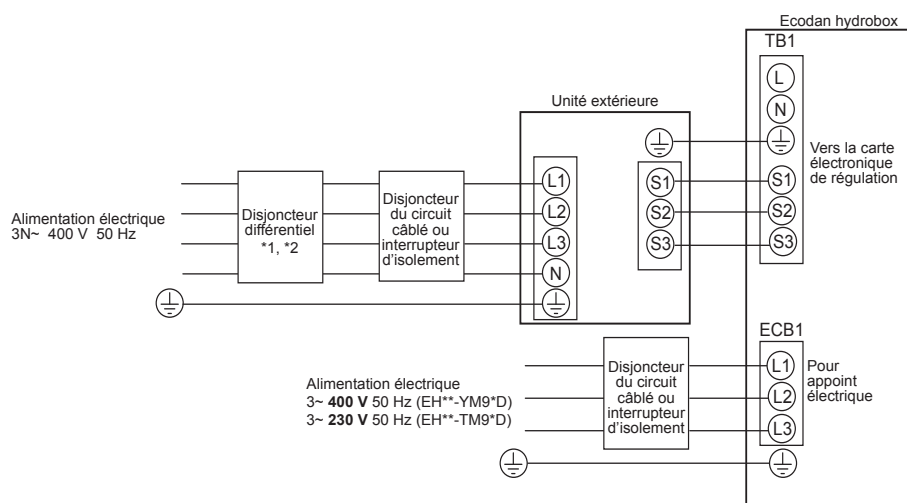 Ecodan hydrobox
TB1
L
N
Unité extérieure
Vers la carte
électronique
de régulation
L1
S1
S1
L2
S2
S2
L3
S3
S3
N
Alimentation électrique
3N~ 400 V 50 Hz
Disjoncteur
différentiel
*1, *2
Disjoncteur
du circuit
câblé ou
interrupteur
d'isolement
ECB1
L1
L2
L3
Pour
appoint
électrique
Disjoncteur
du circuit
câblé ou
interrupteur
d'isolement
Alimentation électrique
3~ 400 V 50 Hz (EH**-YM9*D)
3~ 230 V 50 Hz (EH**-TM9*D)